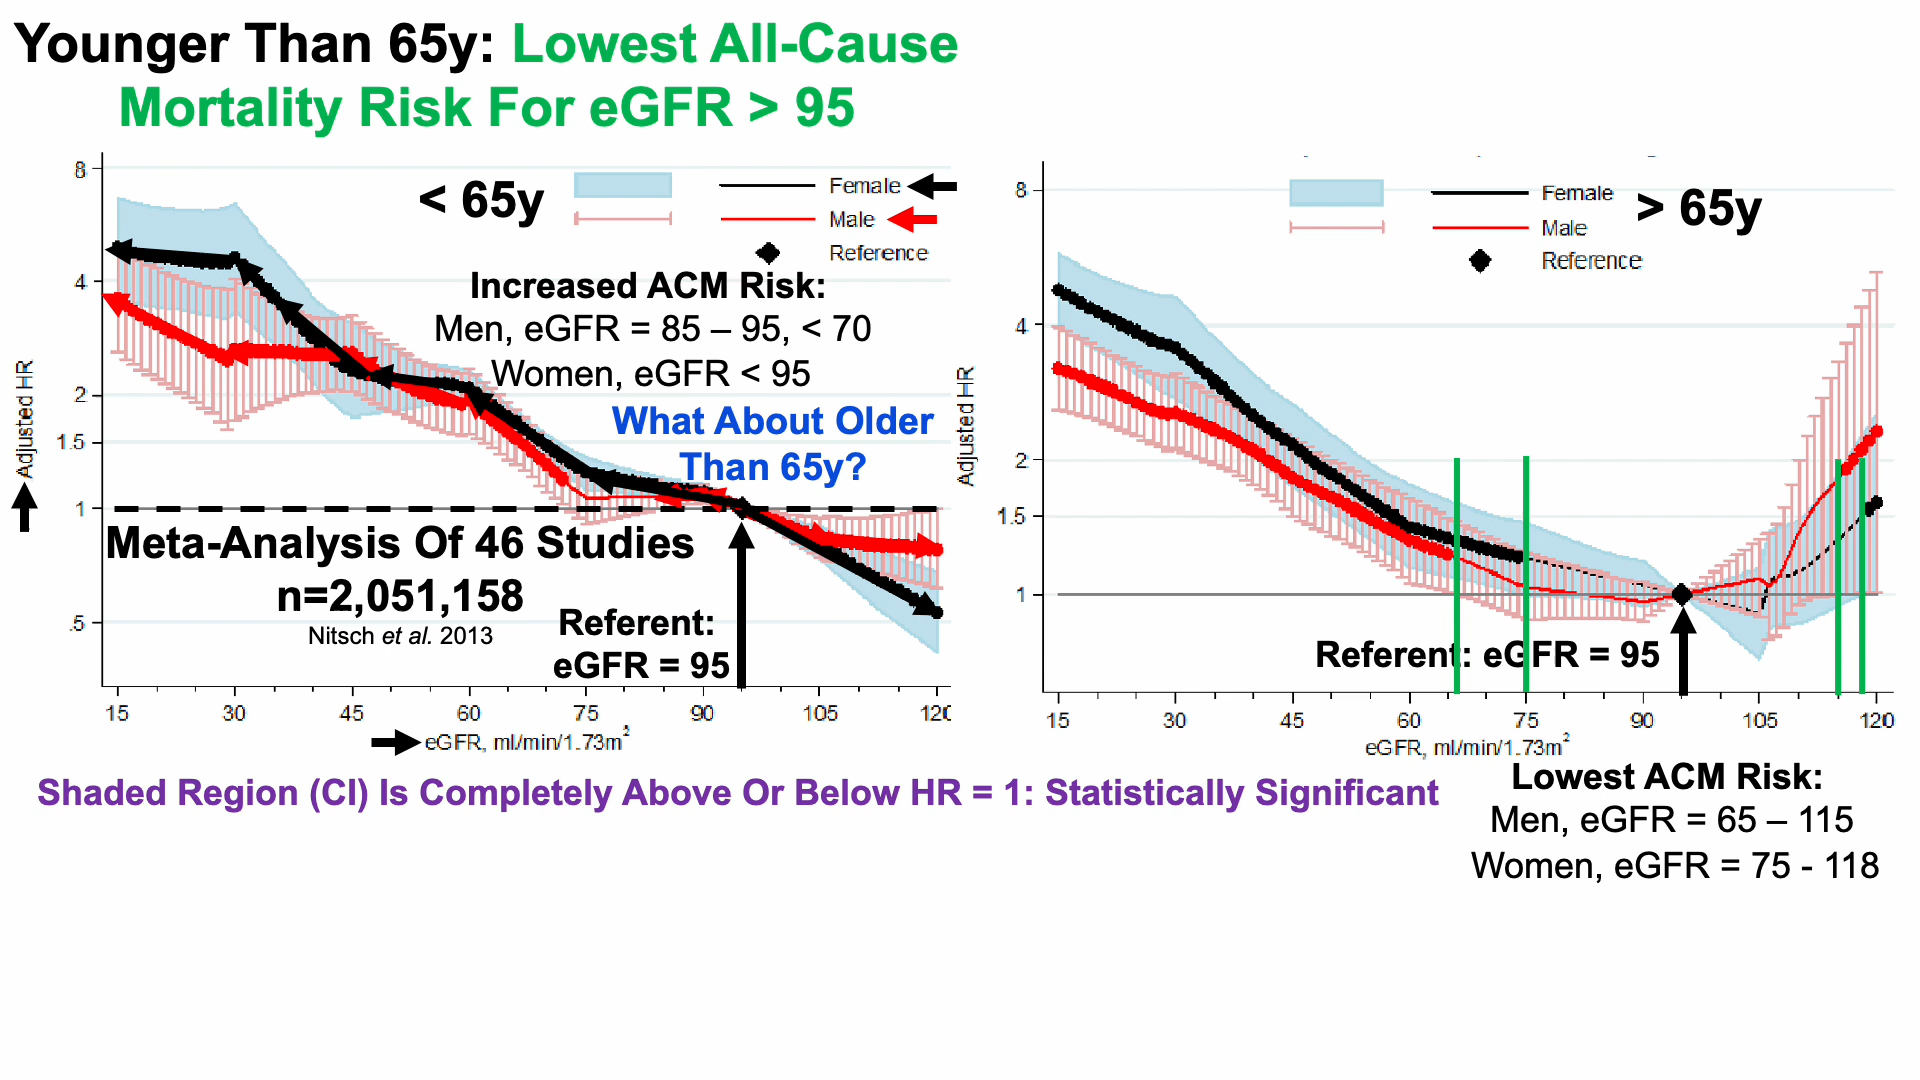 Younger Than 65y: Lowest All-Cause
Mortality Risk For eGFR > 95
8
4
2
1.5
1
.5
Adjusted HR
< 65y
Female
Male
Reference
Increased ACM Risk:
Men, eGFR = 85 – 95, < 70
Women, eGFR < 95
What About Older
Than 65y?
Meta-Analysis Of 46 Studies
n=2,051,158
Nitsch et al. 2013
Referent:
eGFR = 95
15 30 45 60 75 90 105 120
eGFR, ml/min/1.73m²
8
4
2
1.5
1
Adjusted HR
Female
Male
Reference
> 65y
Referent: eGFR = 95
15 30 45 60 75 90 105 120
eGFR, ml/min/1.73m²
Shaded Region (CI) Is Completely Above Or Below HR = 1: Statistically Significant
Lowest ACM Risk:
Men, eGFR = 65 – 115
Women, eGFR = 75 - 118